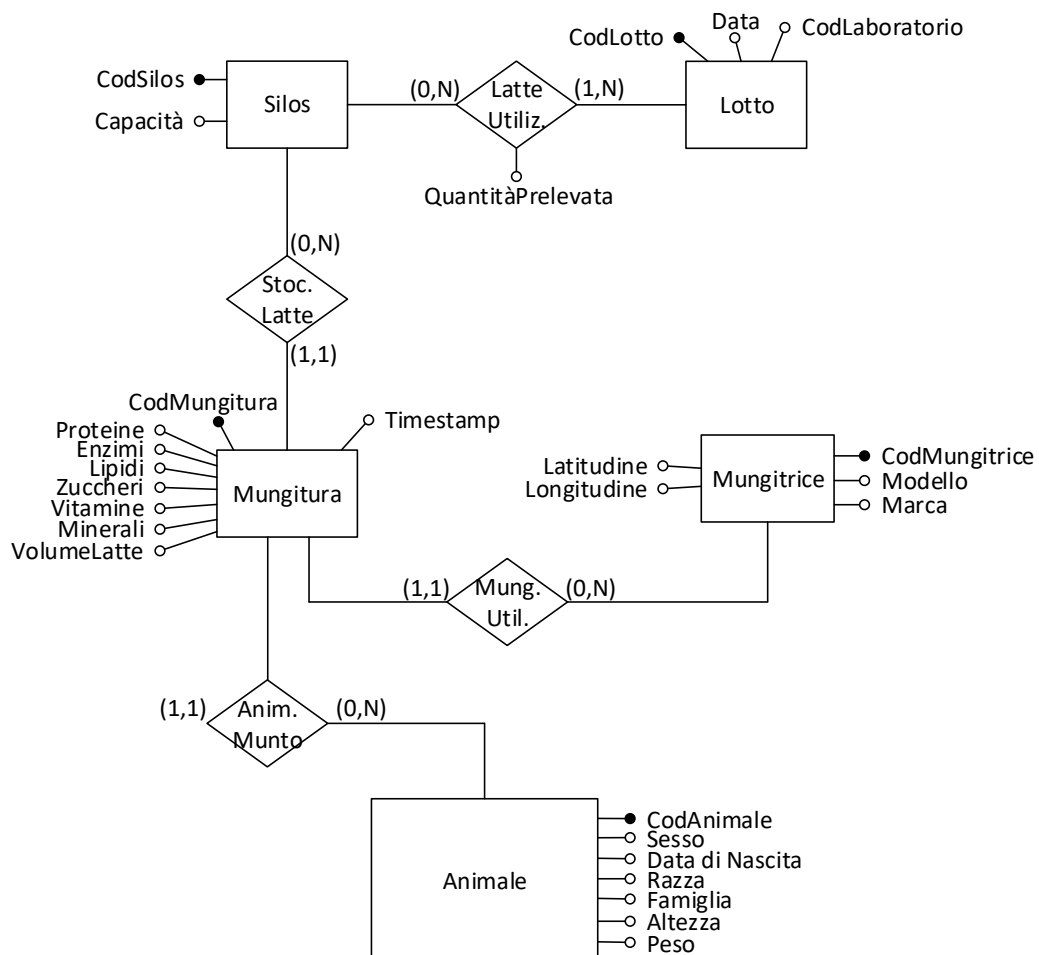 Data
CodLotto
CodLaboratorio
CodSilos
Capacità
Silos
(0,N)
Latte
Utiliz.
(1,N)
Lotto
QuantitàPrelevata
(0,N)
Stoc.
Latte
(1,1)
CodMungitura
Timestamp
Proteine
Enzimi
Lipidi
Zuccheri
Vitamine
Minerali
VolumeLatte
Mungitura
Latitudine
Longitudine
Mungitrice
CodMungitrice
Modello
Marca
(1,1)
Mung.
Util.
(0,N)
(1,1)
Anim.
Munto
(0,N)
Animale
CodAnimale
Sesso
Data di Nascita
Razza
Famiglia
Altezza
Peso